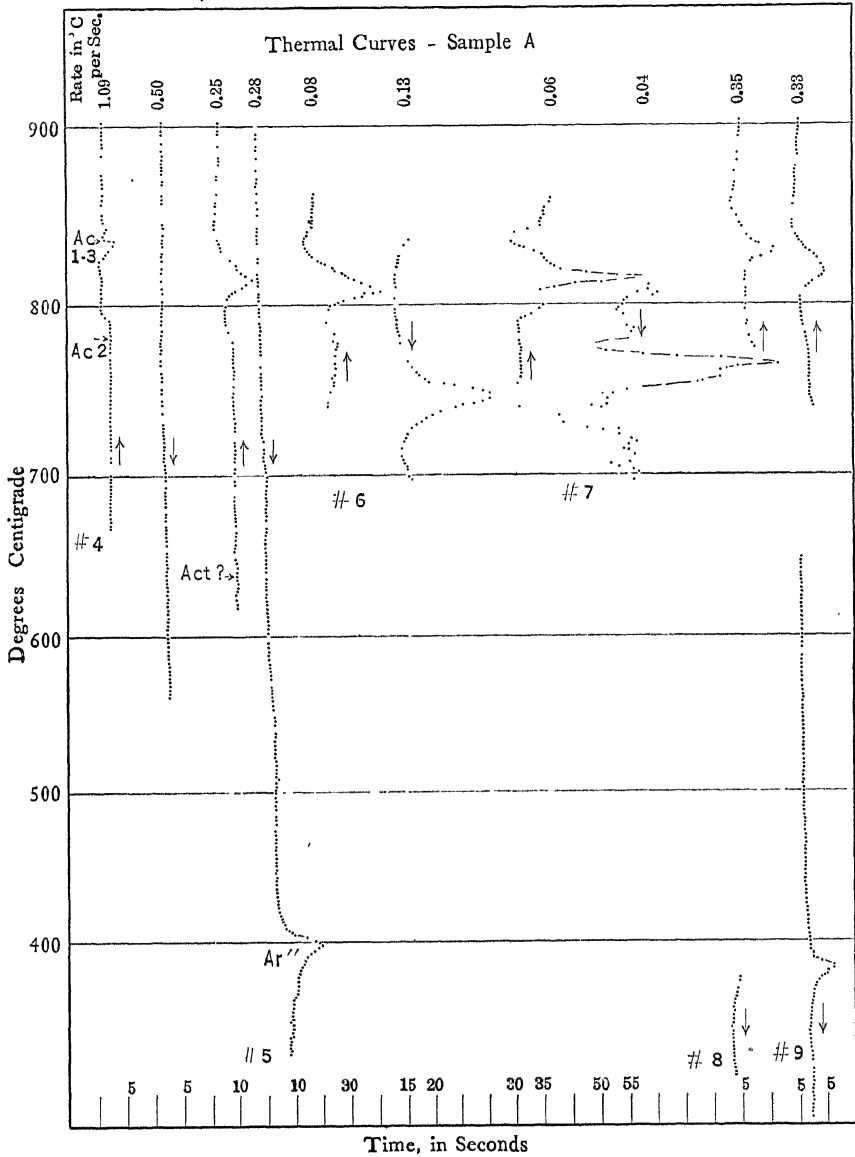 Thermal Curves - Sample A
Rate in °C
per Sec.
1.09 0.50 0.25 0.28 0.08 0.13 0.06 0.04 0.35 0.33
900
Ac
1-3
800
Ac 2
700
#6 #7
#4
Act ?
600
Degrees Centigrade
500
400
Ar"
#5 #8 #9
5 5 10 10 30 15 20 20 35 50 55 5 5 5
Time, in Seconds